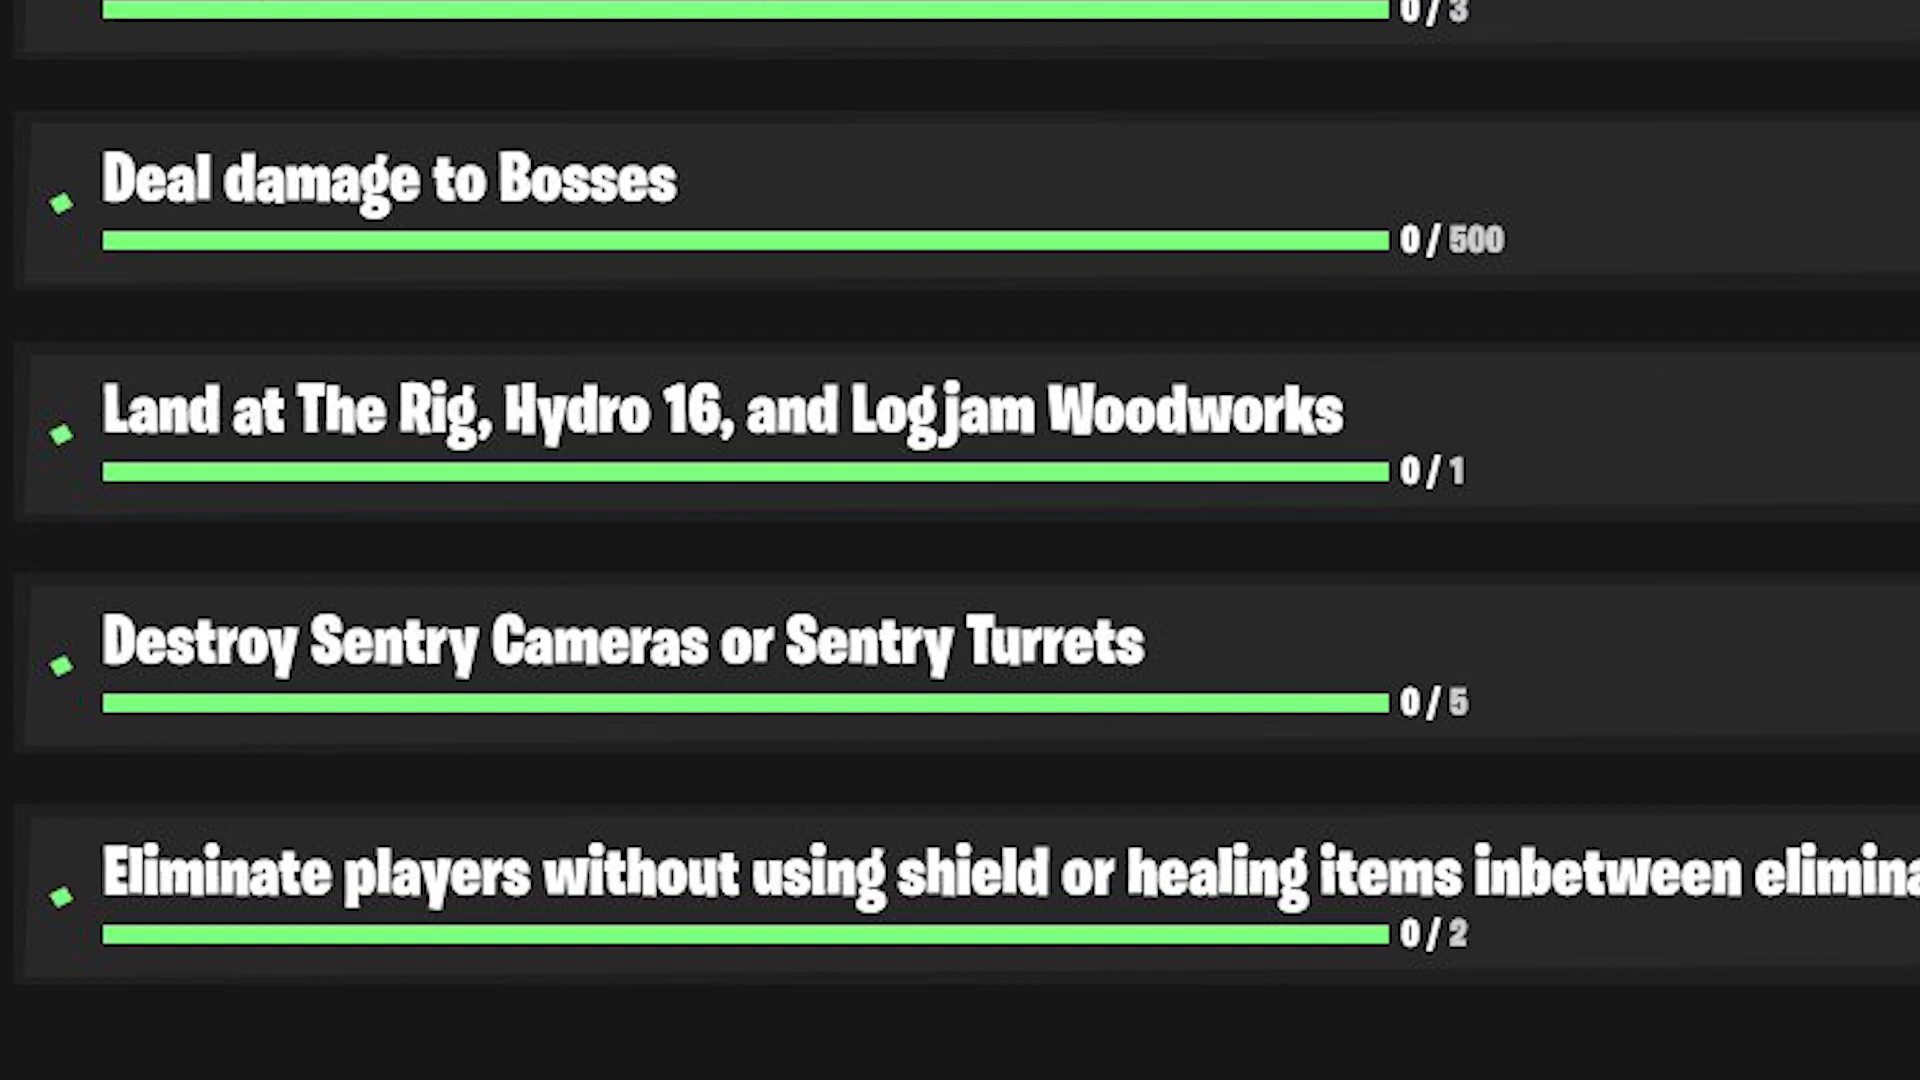 0 / 3
Deal damage to Bosses
0 / 500
Land at The Rig, Hydro 16, and Logjam Woodworks
0 / 1
Destroy Sentry Cameras or Sentry Turrets
0 / 5
Eliminate players without using shield or healing items inbetween elimina
0 / 2